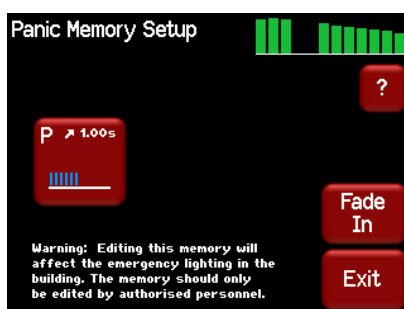 Panic Memory Setup
?
P ↗ 1.00s
Fade
In
Warning: Editing this memory will
affect the emergency lighting in the
building. The memory should only
be edited by authorised personnel.
Exit